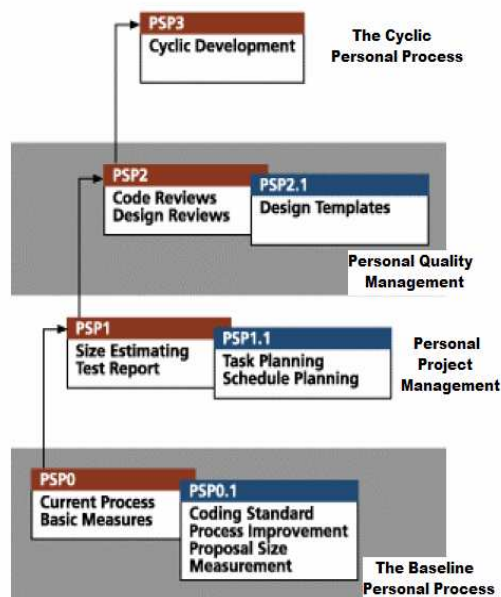 PSP3
Cyclic Development
The Cyclic
Personal Process
PSP2
Code Reviews
Design Reviews
PSP2.1
Design Templates
Personal Quality
Management
PSP1
Size Estimating
Test Report
PSP1.1
Task Planning
Schedule Planning
Personal
Project
Management
PSP0
Current Process
Basic Measures
PSP0.1
Coding Standard
Process Improvement
Proposal Size
Measurement
The Baseline
Personal Process